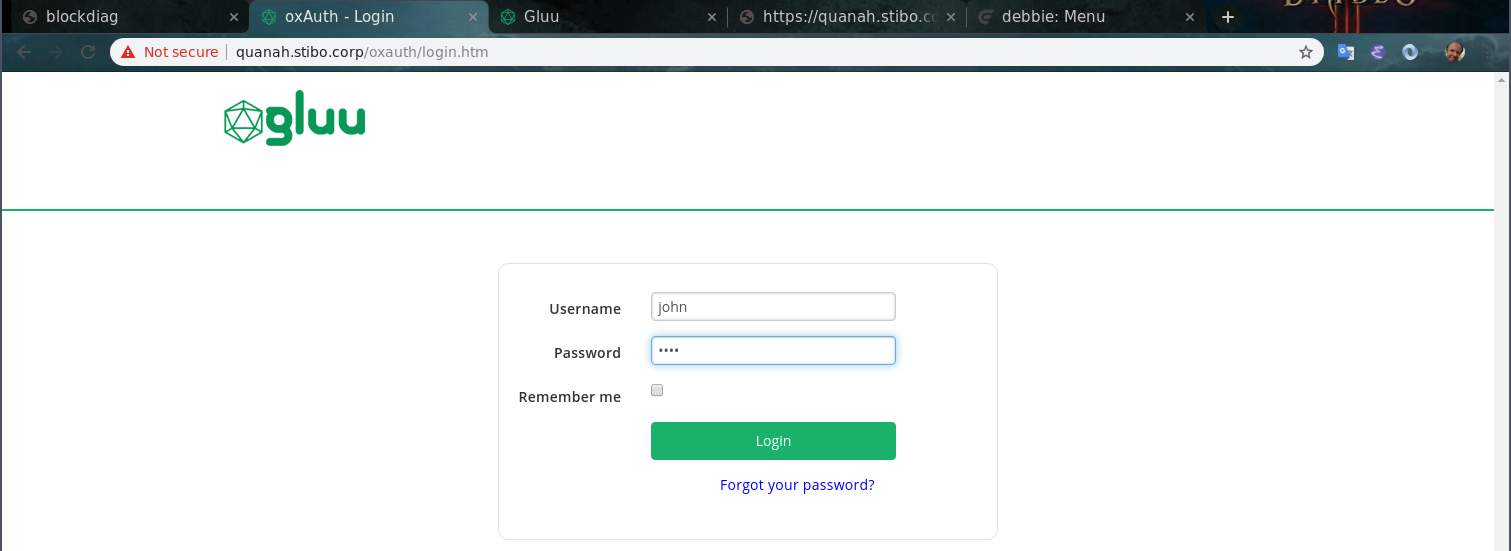 blockdiag
oxAuth - Login
Gluu
https://quanah.stibo.cc
debbie: Menu
Not secure
quanah.stibo.corp/oxauth/login.htm
gluu
Username
john
Password
••••
Remember me
Login
Forgot your password?